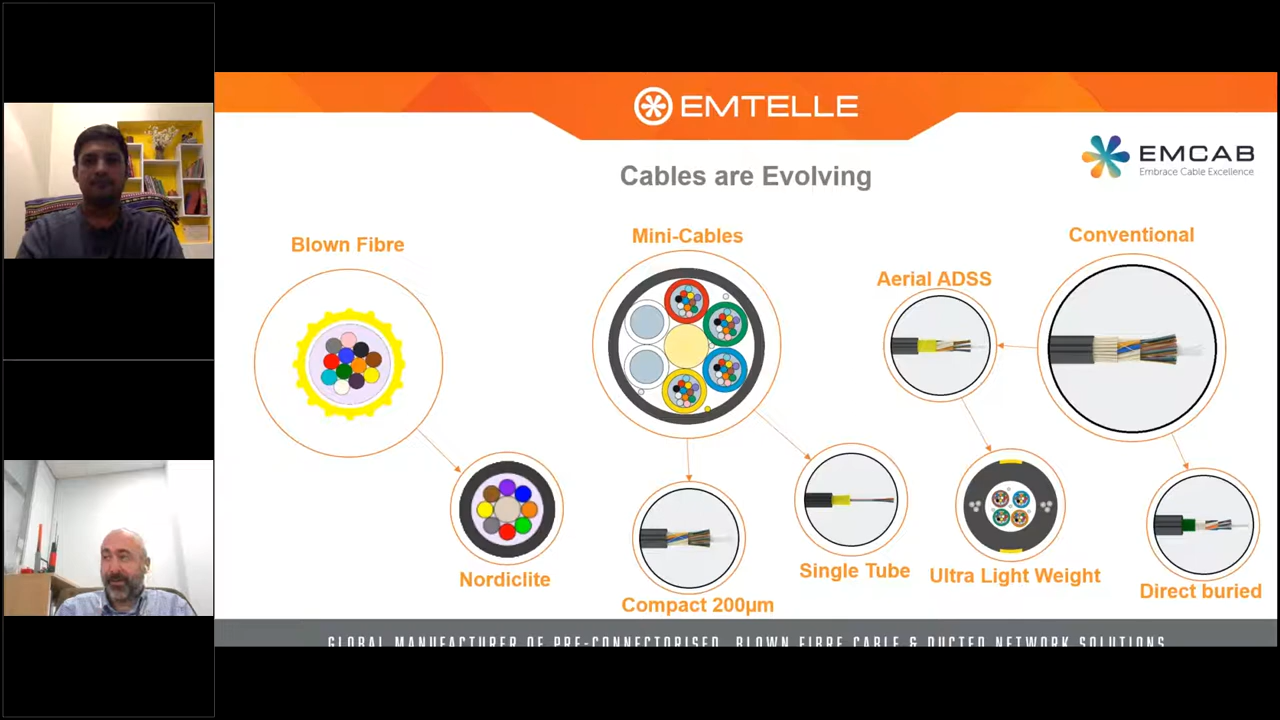 EMTELLE
EMCAB
Embrace Cable Excellence
Cables are Evolving
Blown Fibre
Mini-Cables
Conventional
Aerial ADSS
Nordiclite
Compact 200µm
Single Tube
Ultra Light Weight
Direct buried
GLOBAL MANUFACTURER OF PRE-CONNECTORISED, BLOWN FIBRE CABLE & DUCTED NETWORK SOLUTIONS